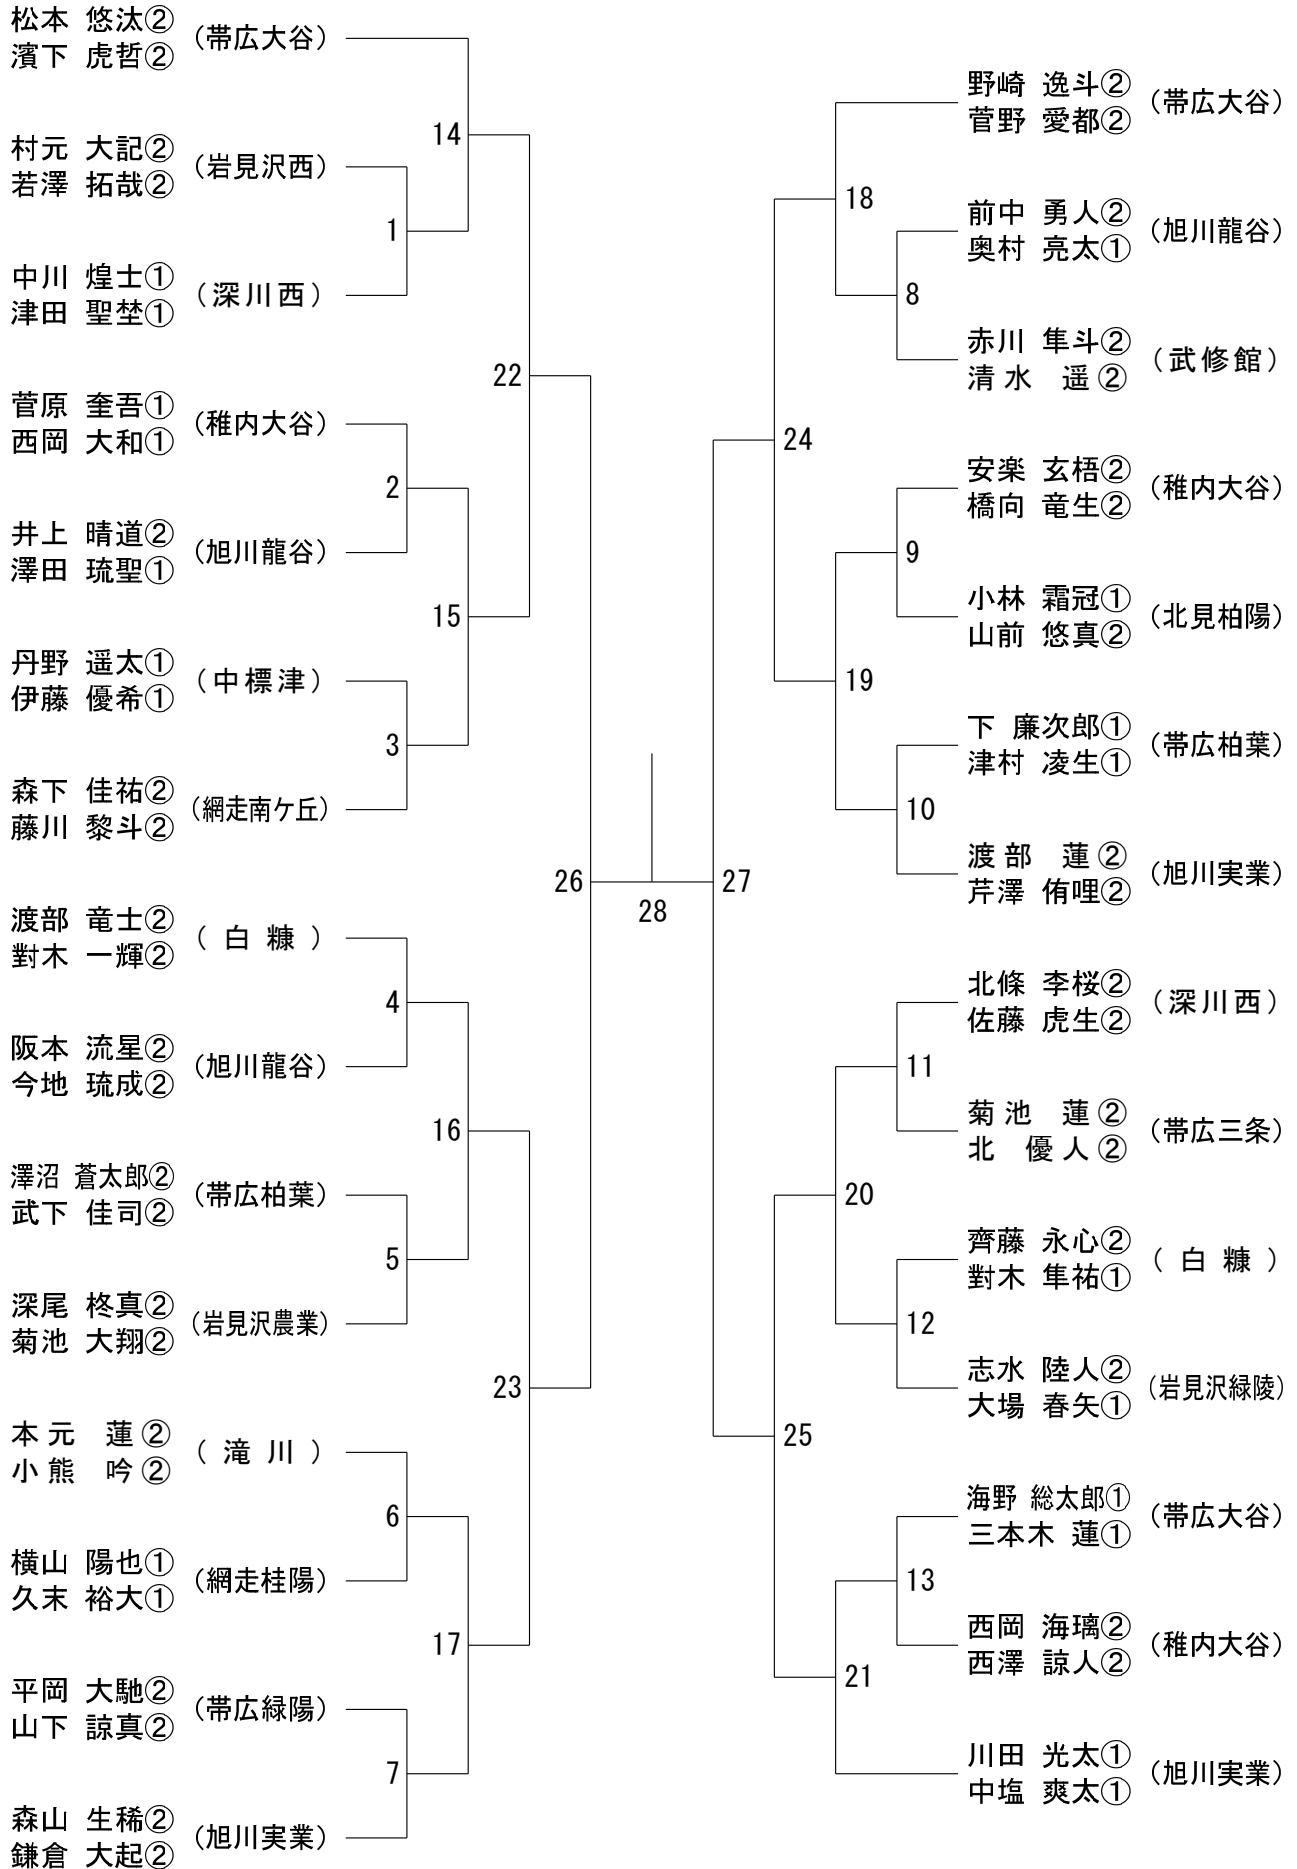 松本 悠汰②
濱下 虎哲②
(帯広大谷)
村元 大記②
若澤 拓哉②
(岩見沢西)
中川 煌士①
津田 聖埜①
(深川西)
菅原 奎吾①
西岡 大和①
(稚内大谷)
井上 晴道②
澤田 琉聖①
(旭川龍谷)
丹野 遥太①
伊藤 優希①
(中標津)
森下 佳祐②
藤川 黎斗②
(網走南ケ丘)
渡部 竜士②
對木 一輝②
(白糠)
阪本 流星②
今地 琉成②
(旭川龍谷)
澤沼 蒼太郎②
武下 佳司②
(帯広柏葉)
深尾 柊真②
菊池 大翔②
(岩見沢農業)
本元 蓮②
小熊 吟②
(滝川)
横山 陽也①
久末 裕大①
(網走桂陽)
平岡 大馳②
山下 諒真②
(帯広緑陽)
森山 生稀②
鎌倉 大起②
(旭川実業)
1
2
3
4
5
6
7
14
15
16
17
22
23
26
28
27
24
25
18
19
20
21
8
9
10
11
12
13
野崎 逸斗②
菅野 愛都②
(帯広大谷)
前中 勇人②
奥村 亮太①
(旭川龍谷)
赤川 隼斗②
清水 遥②
(武修館)
安楽 玄梧②
橋向 竜生②
(稚内大谷)
小林 霜冠①
山前 悠真②
(北見柏陽)
下 廉次郎①
津村 凌生①
(帯広柏葉)
渡部 蓮②
芹澤 侑哩②
(旭川実業)
北條 李桜②
佐藤 虎生②
(深川西)
菊池 蓮②
北 優人②
(帯広三条)
齊藤 永心②
對木 隼祐①
(白糠)
志水 陸人②
大場 春矢①
(岩見沢緑陵)
海野 総太郎①
三本木 蓮①
(帯広大谷)
西岡 海璃②
西澤 諒人②
(稚内大谷)
川田 光太①
中塩 爽太①
(旭川実業)